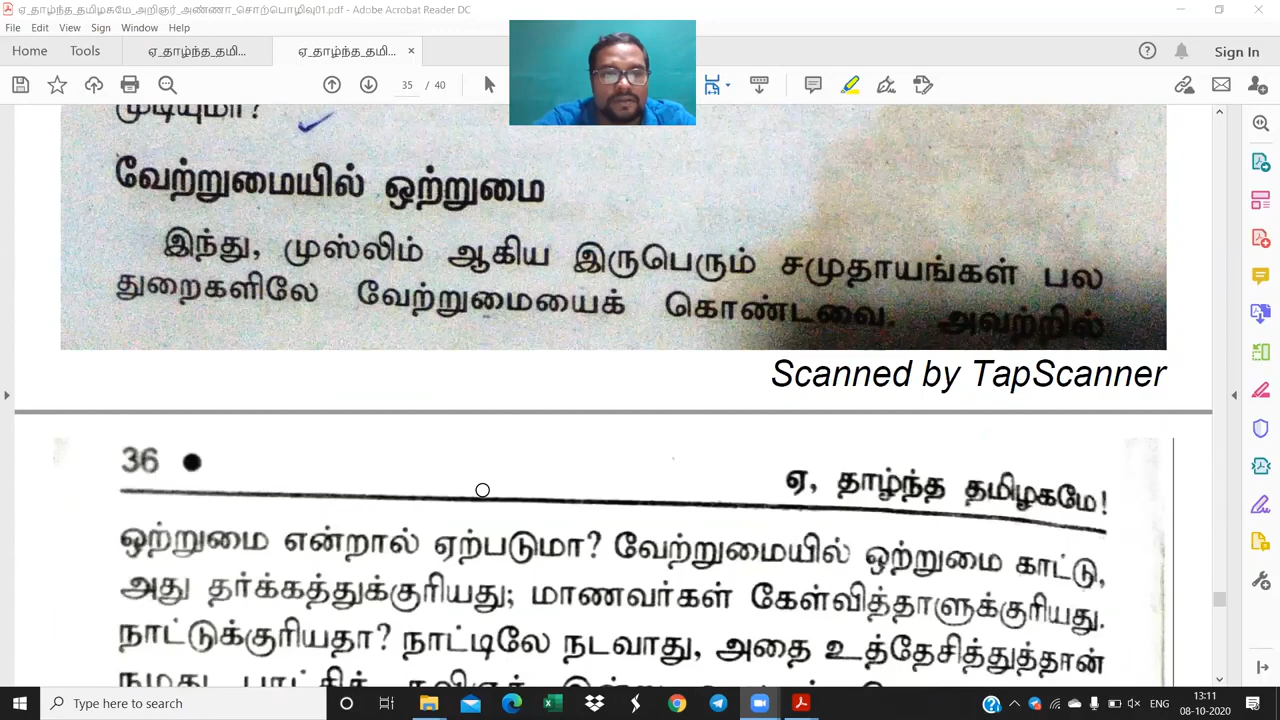 ஏ_தாழ்ந்த_தமிழகமே_அறிஞர்_அண்ணா_சொற்பொழிவு01.pdf - Adobe Acrobat Reader DC
File Edit View Sign Window Help
Home Tools ஏ_தாழ்ந்த_தமி... ஏ_தாழ்ந்த_தமி... × Sign In
35 / 40
முடியுமா?
வேற்றுமையில் ஒற்றுமை
இந்து, முஸ்லிம் ஆகிய இருபெரும் சமுதாயங்கள் பல
துறைகளிலே வேற்றுமையைக் கொண்டவை. அவற்றில்
Scanned by TapScanner
36 ●
ஏ, தாழ்ந்த தமிழகமே!
ஒற்றுமை என்றால் ஏற்படுமா? வேற்றுமையில் ஒற்றுமை காட்டு,
அது தர்க்கத்துக்குரியது; மாணவர்கள் கேள்வித்தாளுக்குரியது.
நாட்டுக்குரியதா? நாட்டிலே நடவாது, அதை உத்தேசித்துத்தான்
Type here to search
ENG
13:11
08-10-2020